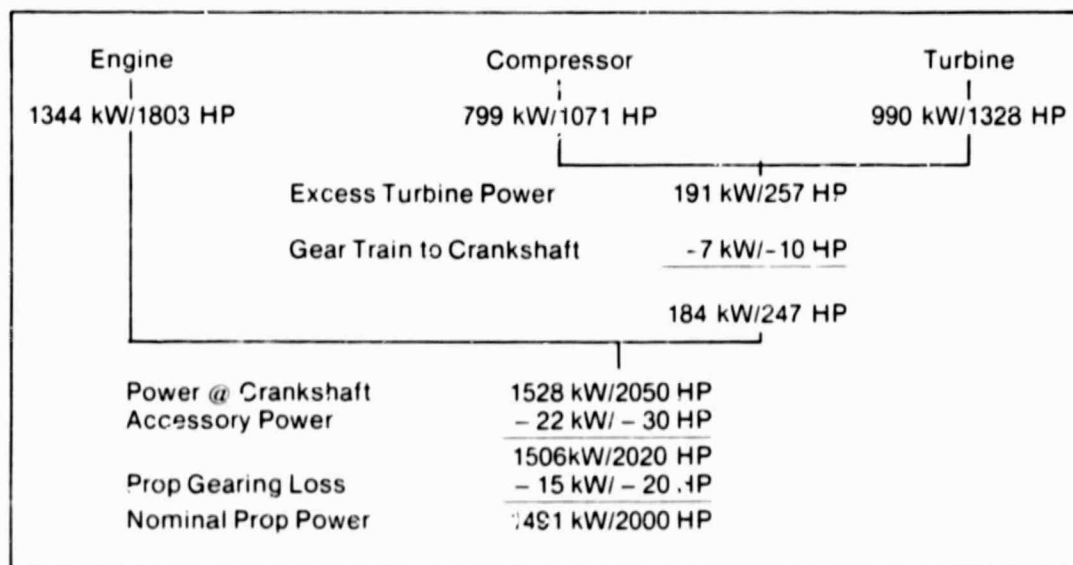 Engine Compressor Turbine
1344 kW/1803 HP 799 kW/1071 HP 990 kW/1328 HP
Excess Turbine Power 191 kW/257 HP
Gear Train to Crankshaft -7 kW/-10 HP
184 kW/247 HP
Power @ Crankshaft 1528 kW/2050 HP
Accessory Power - 22 kW/ - 30 HP
1506kW/2020 HP
Prop Gearing Loss - 15 kW/ - 20 HP
Nominal Prop Power 1491 kW/2000 HP